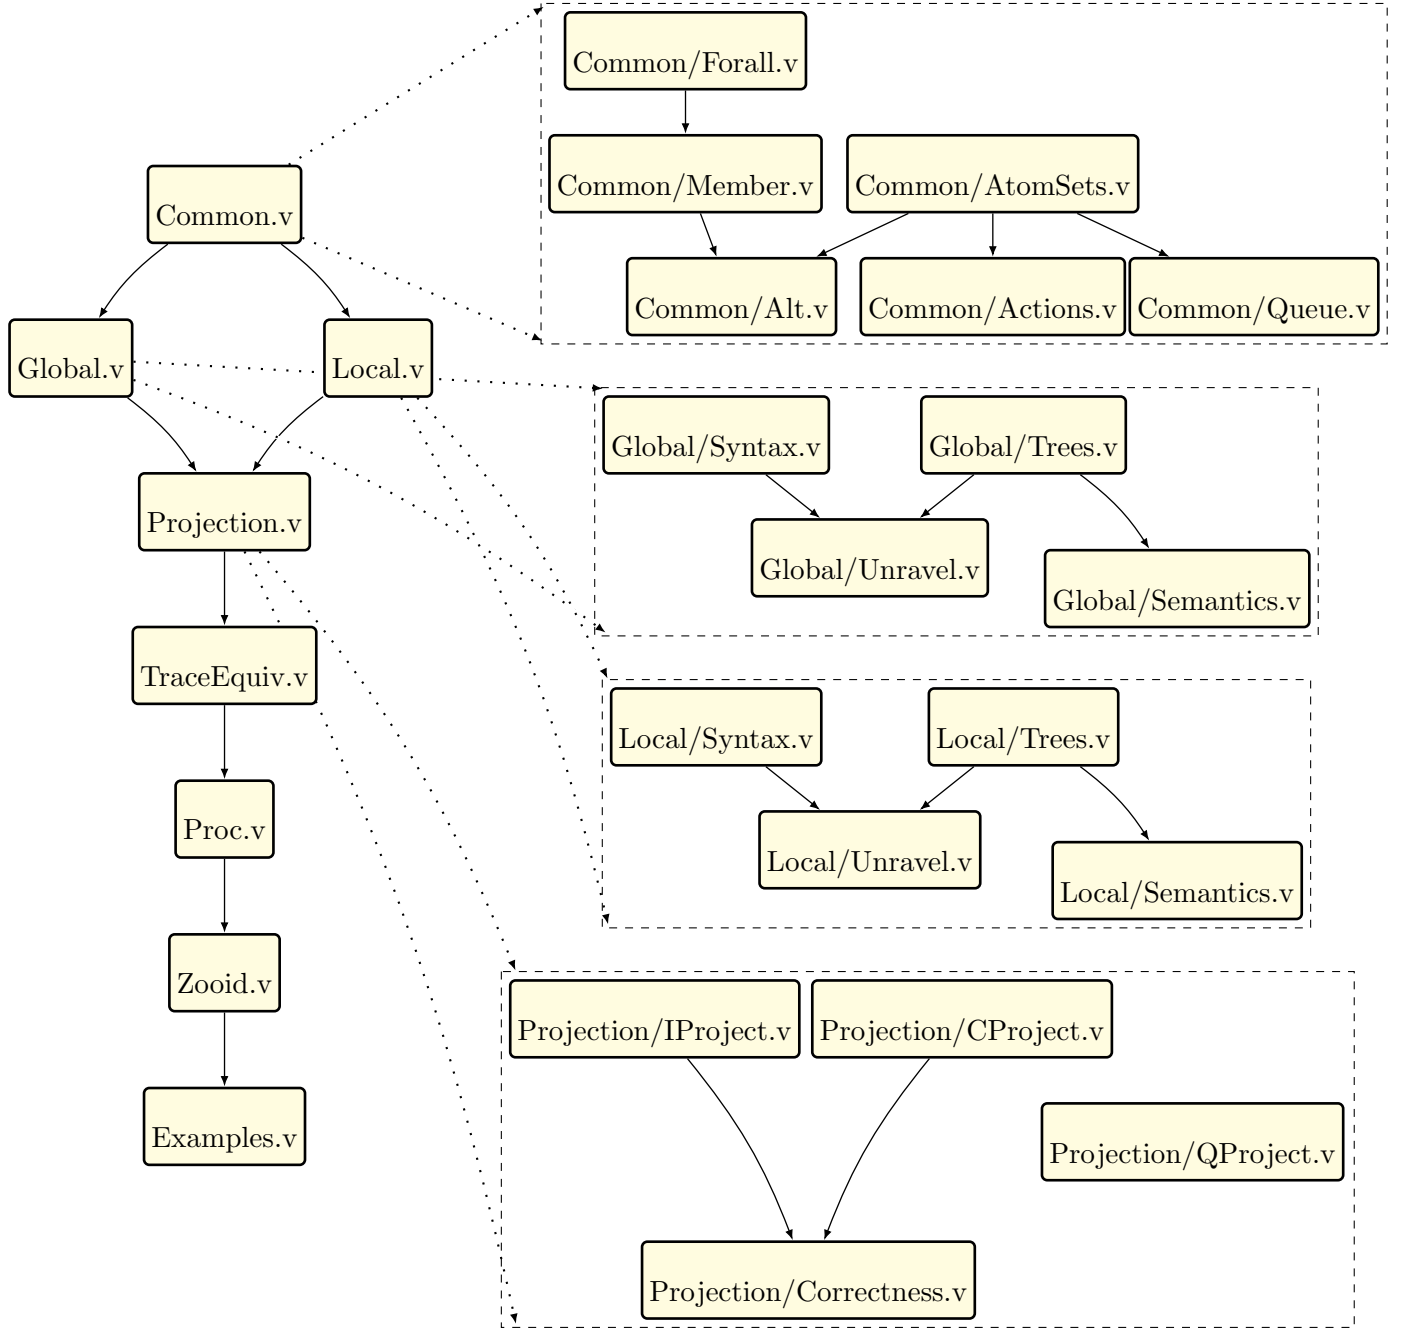 Common/Forall.v
Common/Member.v
Common/AtomSets.v
Common.v
Common/Alt.v
Common/Actions.v
Common/Queue.v
Global.v
Local.v
Global/Syntax.v
Global/Trees.v
Projection.v
Global/Unravel.v
Global/Semantics.v
TraceEquiv.v
Local/Syntax.v
Local/Trees.v
Proc.v
Local/Unravel.v
Local/Semantics.v
Zooid.v
Projection/IProject.v
Projection/CProject.v
Examples.v
Projection/QProject.v
Projection/Correctness.v